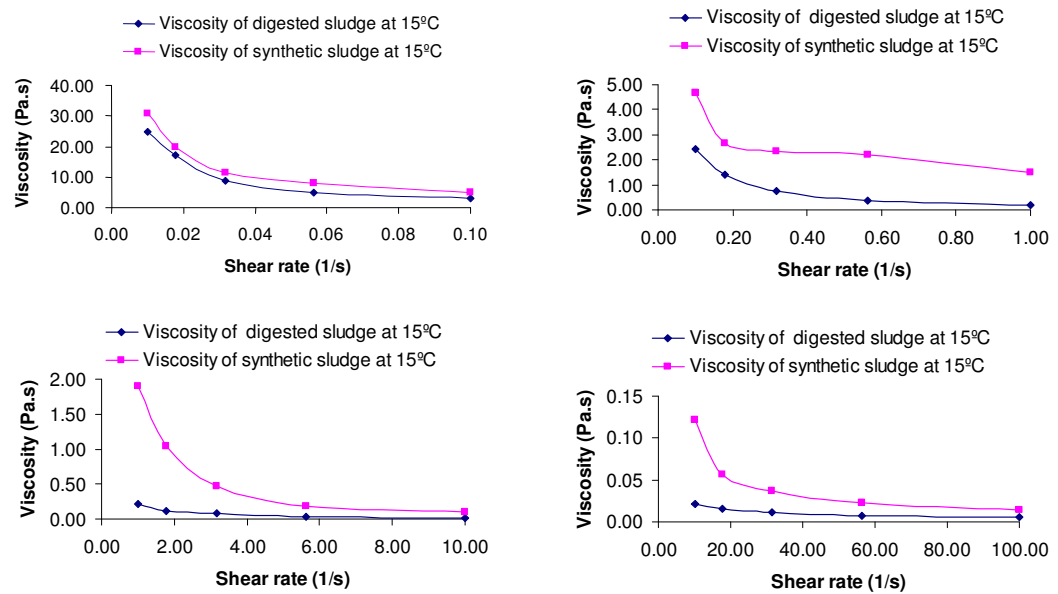 Viscosity of digested sludge at 15ºC
Viscosity of synthetic sludge at 15ºC
Viscosity (Pa.s)
40.00
30.00
20.00
10.00
0.00
0.00 0.02 0.04 0.06 0.08 0.10
Shear rate (1/s)
Viscosity of digested sludge at 15ºC
Viscosity of synthetic sludge at 15ºC
Viscosity (Pa.s)
5.00
4.00
3.00
2.00
1.00
0.00
0.00 0.20 0.40 0.60 0.80 1.00
Shear rate (1/s)
Viscosity of digested sludge at 15ºC
Viscosity of synthetic sludge at 15ºC
Viscosity (Pa.s)
2.00
1.50
1.00
0.50
0.00
0.00 2.00 4.00 6.00 8.00 10.00
Shear rate (1/s)
Viscosity of digested sludge at 15ºC
Viscosity of synthetic sludge at 15ºC
Viscosity (Pa.s)
0.15
0.10
0.05
0.00
0.00 20.00 40.00 60.00 80.00 100.00
Shear rate (1/s)